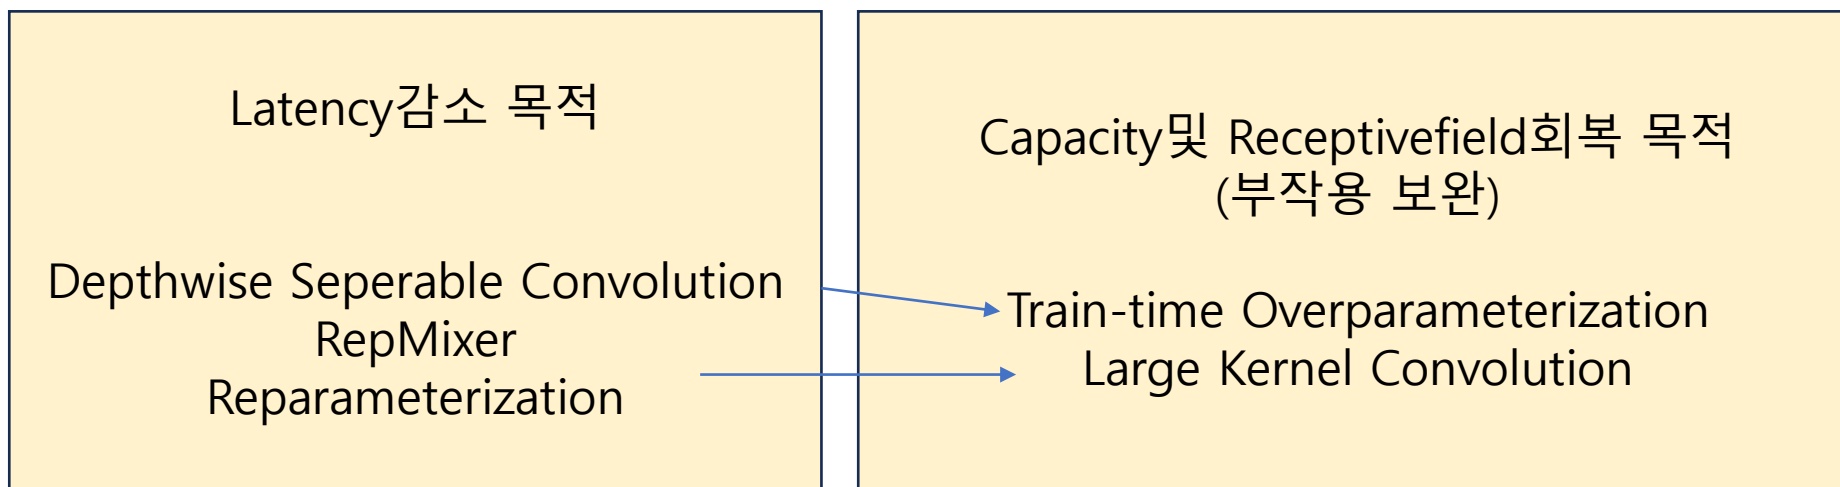 Latency감소 목적
Depthwise Seperable Convolution
RepMixer
Reparameterization
Capacity및 Receptivefield회복 목적
(부작용 보완)
Train-time Overparameterization
Large Kernel Convolution